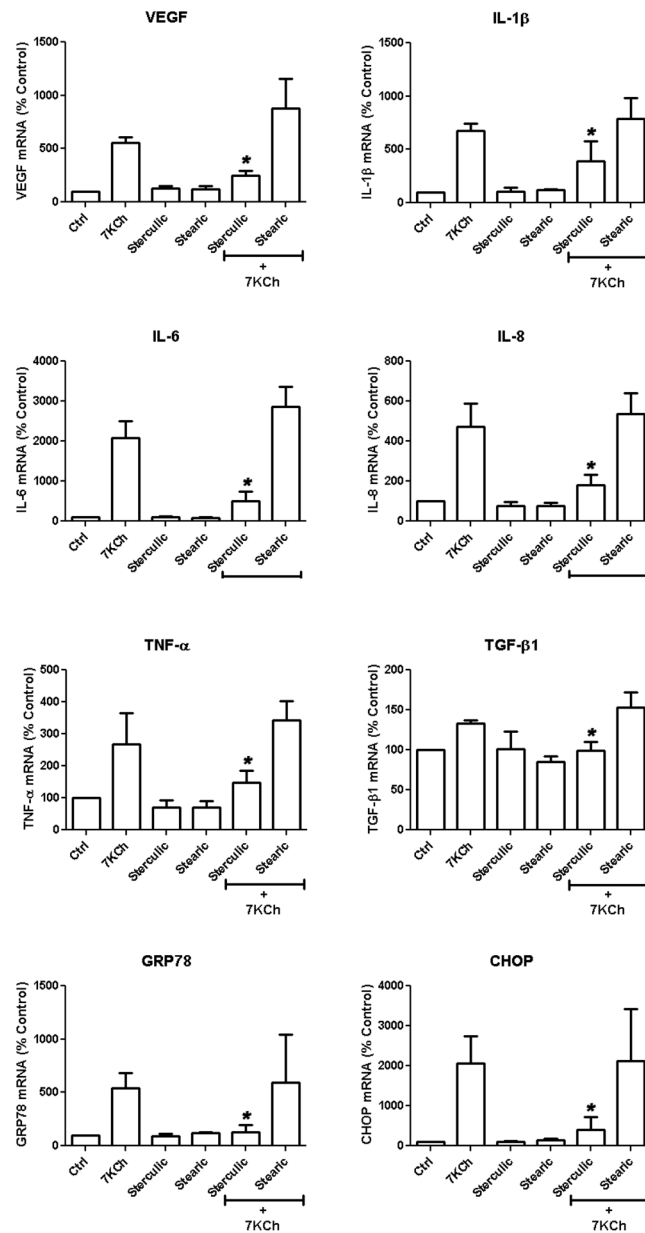 VEGF
VEGF mRNA (% Control)
1500
1000
500
0
Ctrl
7KCh
Sterculic
Stearic
Sterculic
Stearic
*
+
7KCh
IL-1β
IL-1β mRNA (% Control)
1500
1000
500
0
Ctrl
7KCh
Sterculic
Stearic
Sterculic
Stearic
*
+
7KCh
IL-6
IL-6 mRNA (% Control)
4000
3000
2000
1000
0
Ctrl
7KCh
Sterculic
Stearic
Sterculic
Stearic
*
IL-8
IL-8 mRNA (% Control)
800
600
400
200
0
Ctrl
7KCh
Sterculic
Stearic
Sterculic
Stearic
*
TNF-α
TNF-α mRNA (% Control)
500
400
300
200
100
0
Ctrl
7KCh
Sterculic
Stearic
Sterculic
Stearic
*
+
7KCh
TGF-β1
TGF-β1 mRNA (% Control)
200
150
100
50
0
Ctrl
7KCh
Sterculic
Stearic
Sterculic
Stearic
*
+
7KCh
GRP78
GRP78 mRNA (% Control)
1500
1000
500
0
Ctrl
7KCh
Sterculic
Stearic
Sterculic
Stearic
*
+
7KCh
CHOP
CHOP mRNA (% Control)
4000
3000
2000
1000
0
Ctrl
7KCh
Sterculic
Stearic
Sterculic
Stearic
*
+
7KCh